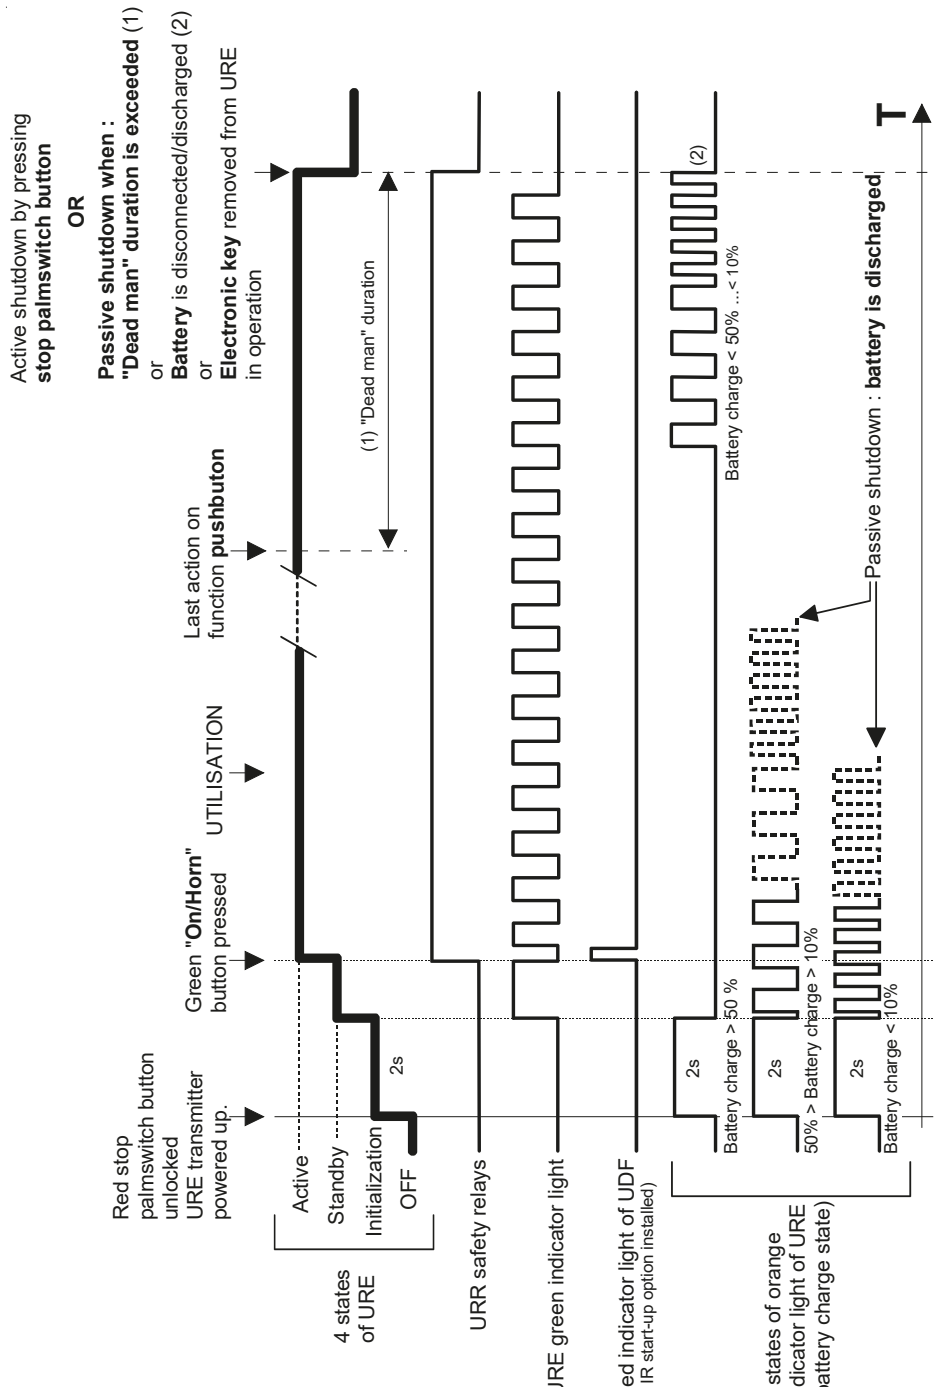 Red stop
palmswitch button
unlocked
URE transmitter
powered up.
Green "On/Horn"
button pressed
UTILISATION
Last action on
function pushbuton
Active shutdown by pressing
stop palmswitch button
OR
Passive shutdown when :
"Dead man" duration is exceeded (1)
or
Battery is disconnected/discharged (2)
or
Electronic key removed from URE
in operation
4 states
of URE
Active
Standby
Initialization
OFF
2s
(1) "Dead man" duration
URR safety relays
URE green indicator light
ed indicator light of UDF
IR start-up option installed)
states of orange
dicator light of URE
attery charge state)
2s
Battery charge > 50 %
Battery charge < 50% ...< 10%
(2)
2s
50% > Battery charge > 10%
2s
Battery charge < 10%
Passive shutdown : battery is discharged
T